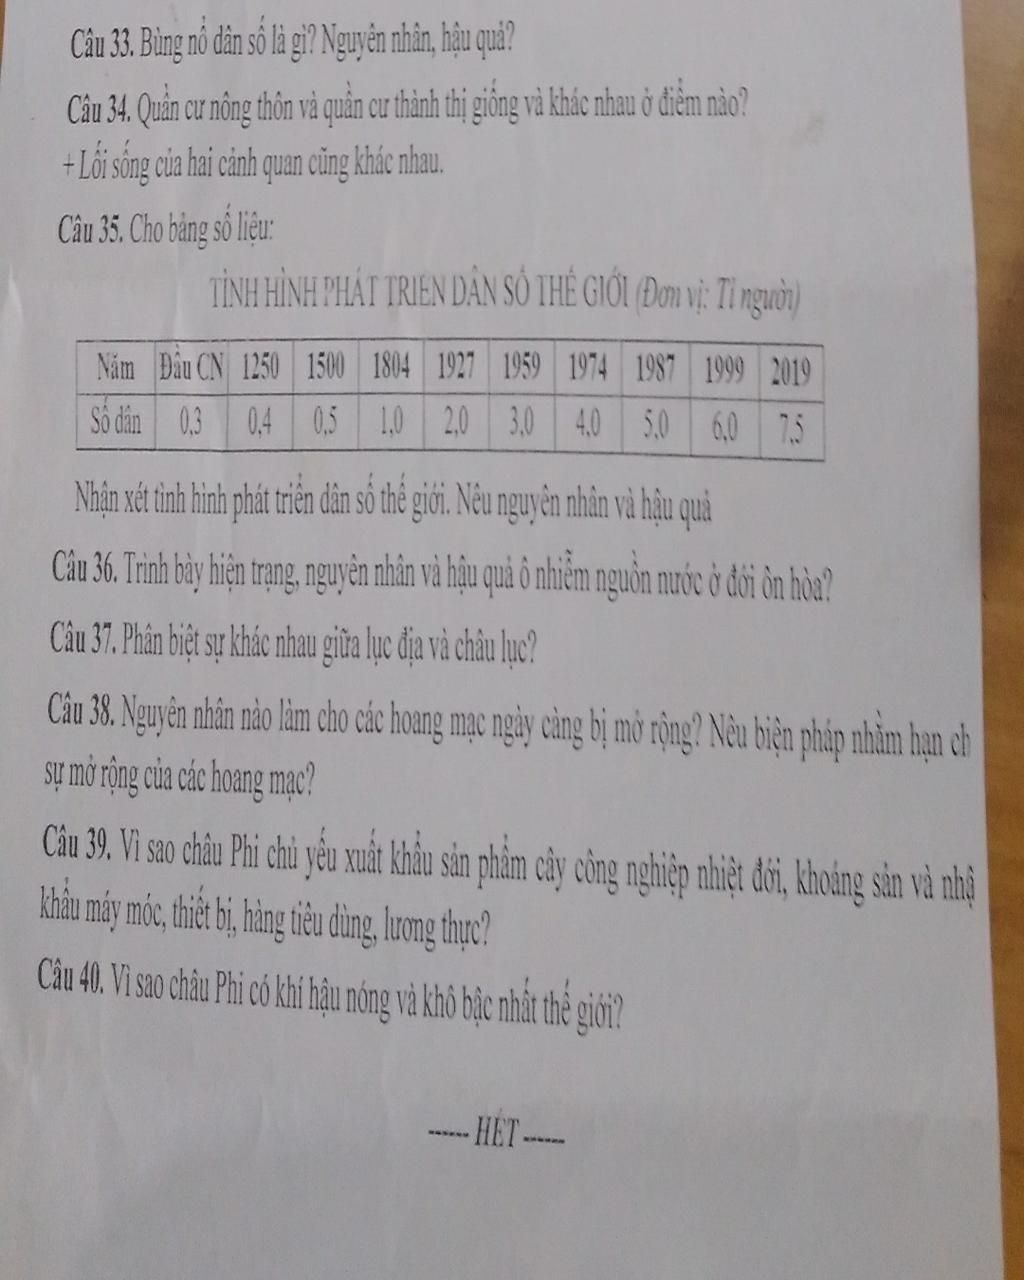 Câu 33. Bùng nổ dân số là gì? Nguyên nhân, hậu quả?
Câu 34. Quần cư nông thôn và quần cư thành thị giống và khác nhau ở điểm nào?
+ Lối sống của hai cảnh quan cũng khác nhau.
Câu 35. Cho bảng số liệu:
TÌNH HÌNH PHÁT TRIỂN DÂN SỐ THẾ GIỚI (Đơn vị: Tỉ người)
Năm Đầu CN 1250 1500 1804 1927 1959 1974 1987 1999 2019
Số dân 0,3 0,4 0,5 1,0 2,0 3,0 4,0 5,0 6,0 7,5
Nhận xét tình hình phát triển dân số thế giới. Nêu nguyên nhân và hậu quả
Câu 36. Trình bày hiện trạng, nguyên nhân và hậu quả ô nhiễm nguồn nước ở đới ôn hòa?
Câu 37. Phân biệt sự khác nhau giữa lục địa và châu lục?
Câu 38. Nguyên nhân nào làm cho các hoang mạc ngày càng bị mở rộng? Nêu biện pháp nhằm hạn ch
sự mở rộng của các hoang mạc?
Câu 39. Vì sao châu Phi chủ yếu xuất khẩu sản phẩm cây công nghiệp nhiệt đới, khoáng sản và nhậ
khẩu máy móc, thiết bị, hàng tiêu dùng, lương thực?
Câu 40. Vì sao châu Phi có khí hậu nóng và khô bậc nhất thế giới?
------ HẾT ------